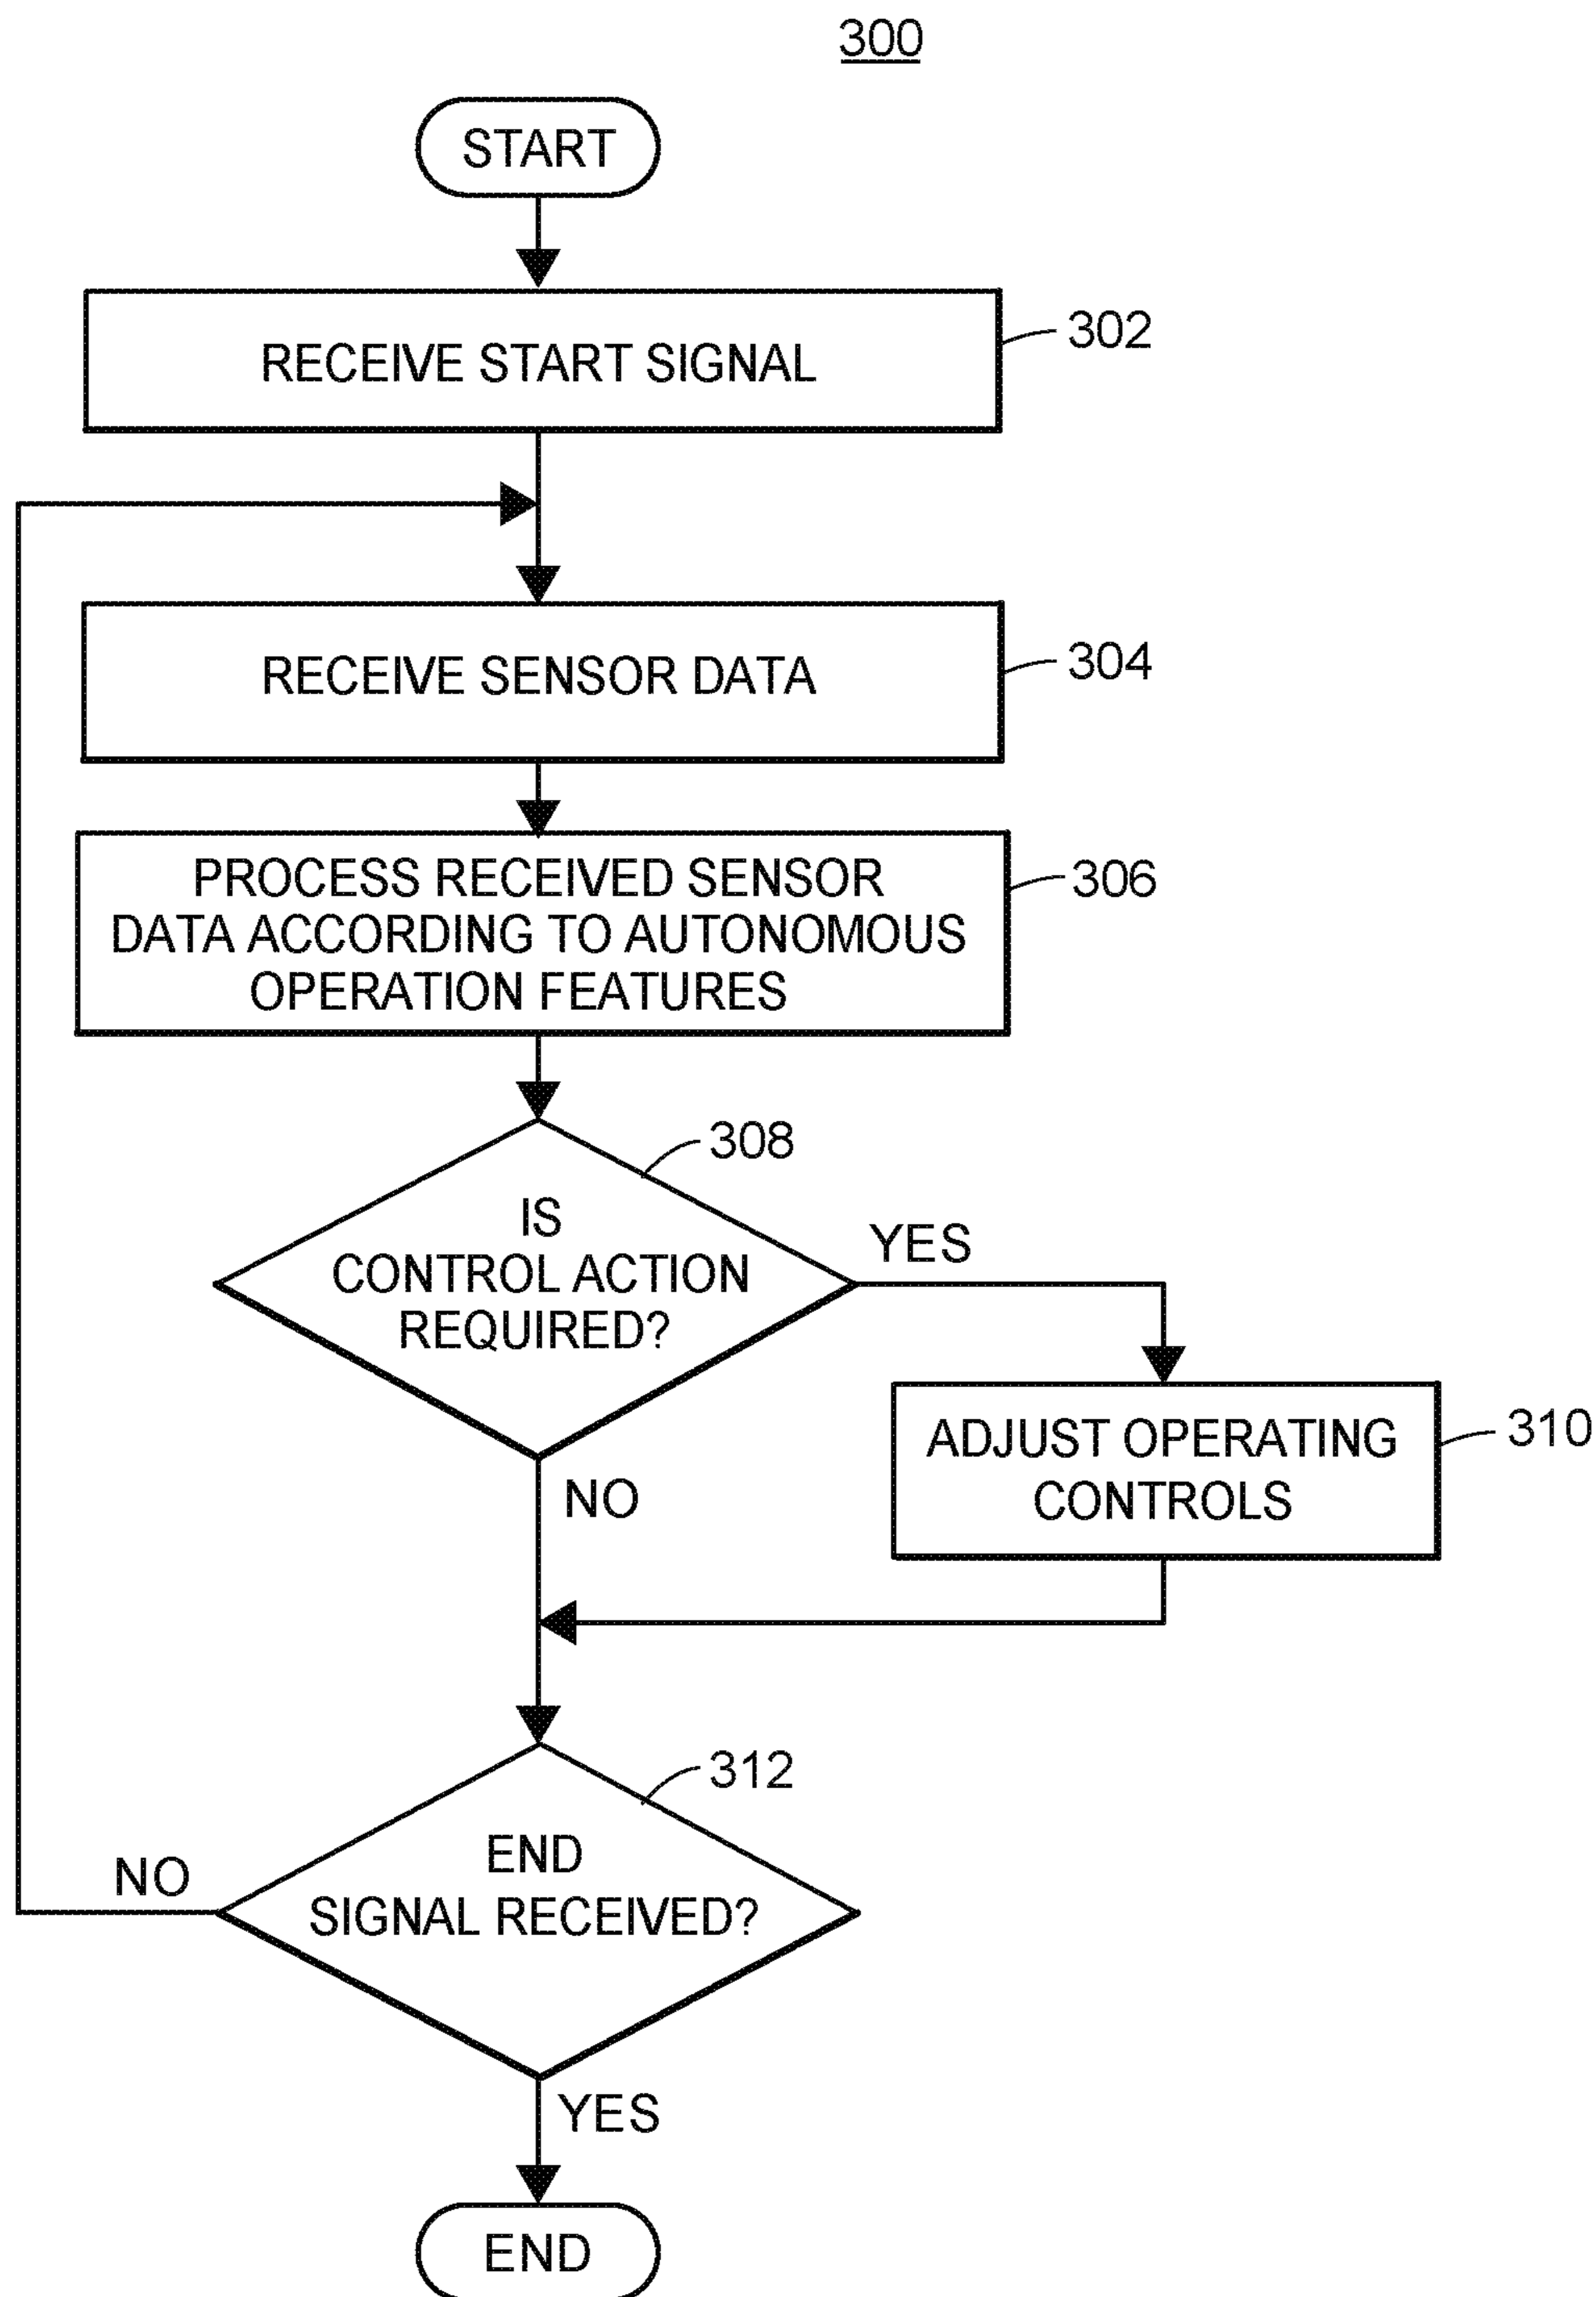 300
START
RECEIVE START SIGNAL
302
RECEIVE SENSOR DATA
304
PROCESS RECEIVED SENSOR
DATA ACCORDING TO AUTONOMOUS
OPERATION FEATURES
306
308
IS
CONTROL ACTION
REQUIRED?
YES
ADJUST OPERATING
CONTROLS
310
NO
312
END
SIGNAL RECEIVED?
NO
YES
END